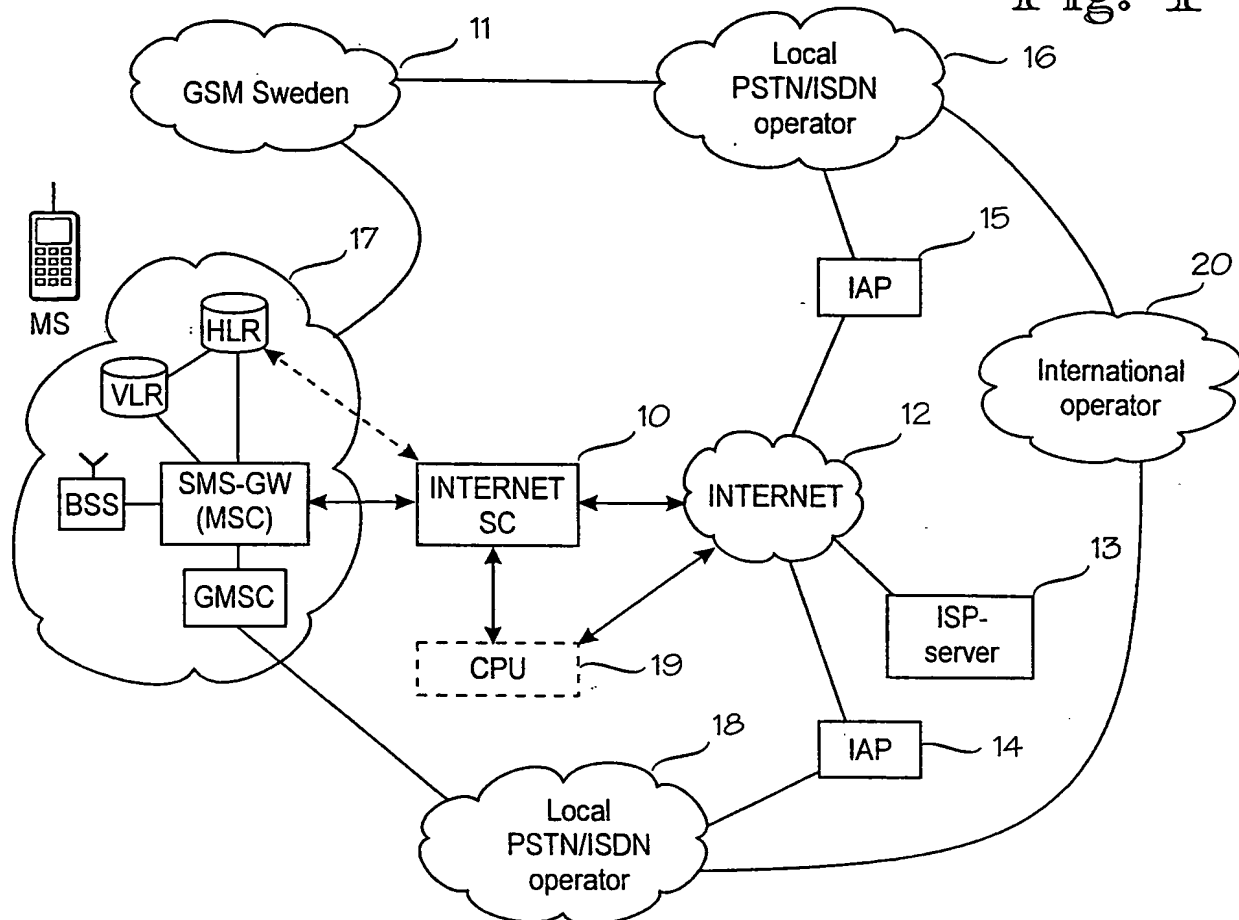 Fig. 1
11
GSM Sweden
Local
PSTN/ISDN
operator
16
MS
17
HLR
VLR
BSS
SMS-GW
(MSC)
GMSC
15
IAP
20
International
operator
10
INTERNET
SC
12
INTERNET
13
ISP-
server
CPU
19
18
Local
PSTN/ISDN
operator
IAP
14